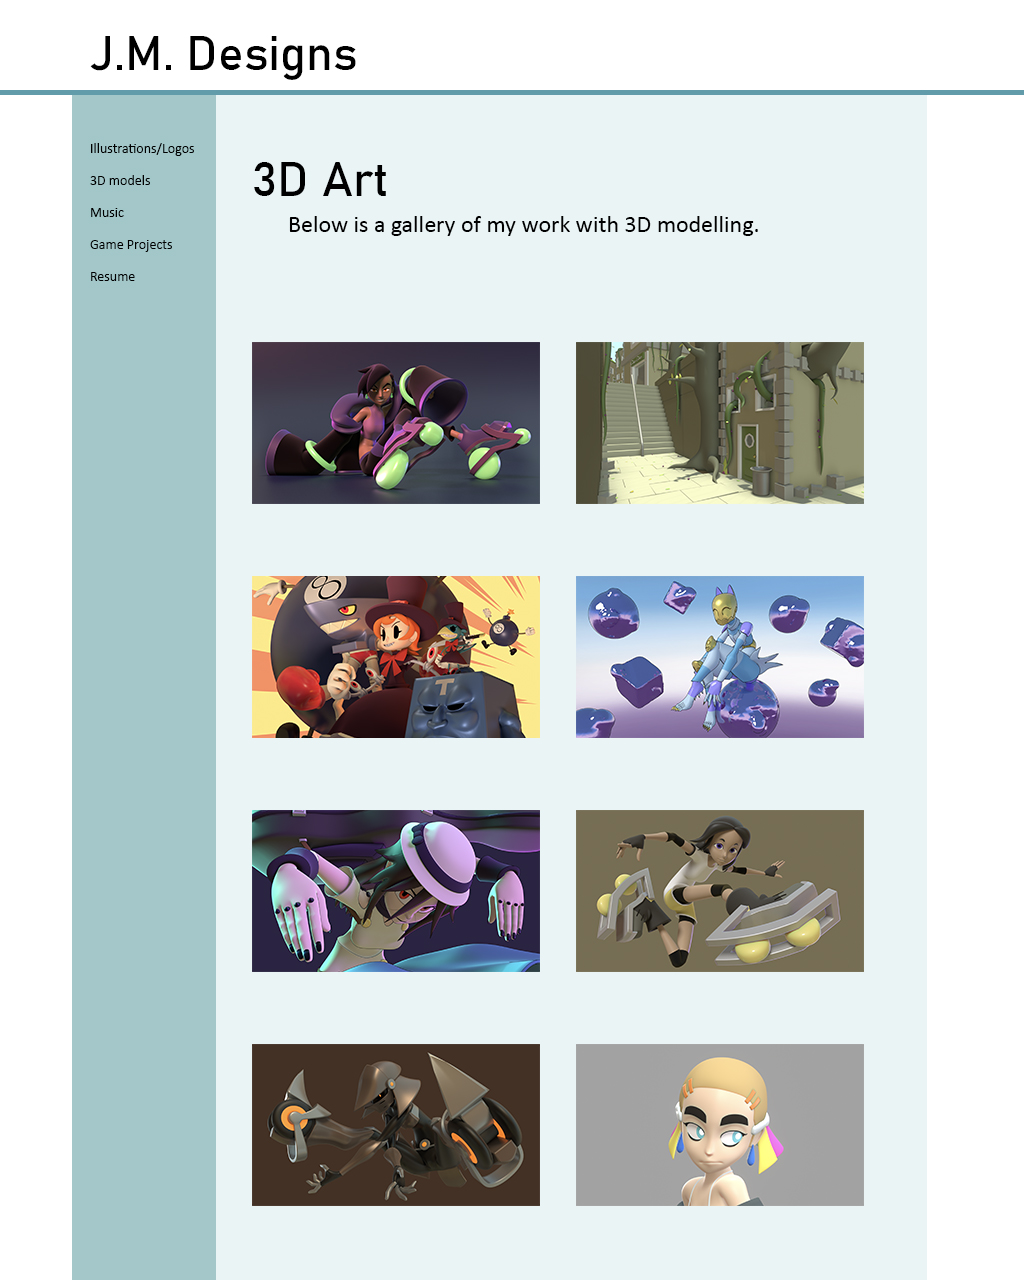 J.M. Designs
Illustrations/Logos
3D models
Music
Game Projects
Resume
3D Art
Below is a gallery of my work with 3D modelling.
8
T